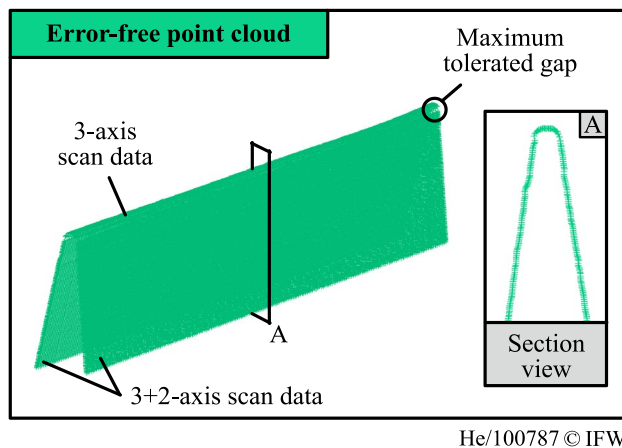 Error-free point cloud
Maximum
tolerated gap
3-axis
scan data
A
A
3+2-axis scan data
Section
view
He/100787 © IFW